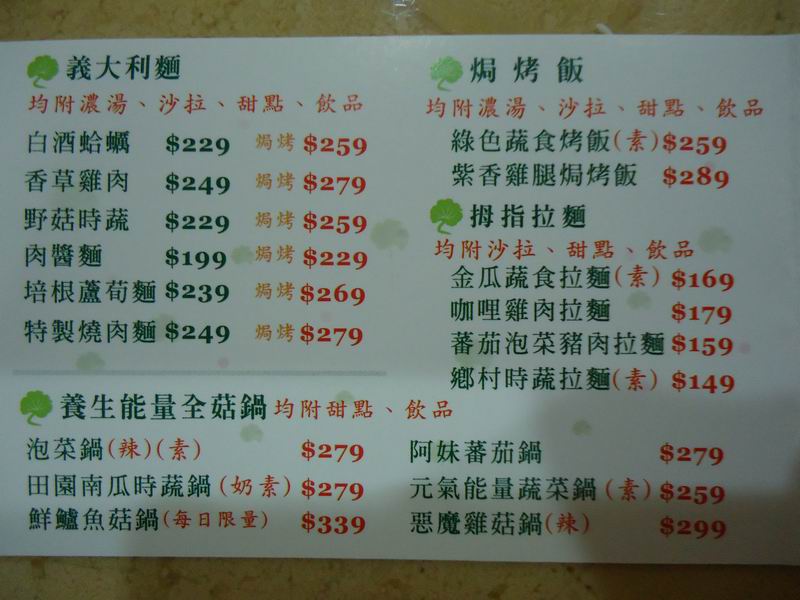 義大利麵
均附濃湯、沙拉、甜點、飲品
白酒蛤蠣 $229 焗烤 $259
香草雞肉 $249 焗烤 $279
野菇時蔬 $229 焗烤 $259
肉醬麵 $199 焗烤 $229
培根蘆荀麵 $239 焗烤 $269
特製燒肉麵 $249 焗烤 $279
焗烤飯
均附濃湯、沙拉、甜點、飲品
綠色蔬食烤飯(素) $259
紫香雞腿焗烤飯 $289
拇指拉麵
均附沙拉、甜點、飲品
金瓜蔬食拉麵(素) $169
咖哩雞肉拉麵 $179
蕃茄泡菜豬肉拉麵 $159
鄉村時蔬拉麵(素) $149
養生能量全菇鍋 均附甜點、飲品
泡菜鍋(辣)(素) $279
田園南瓜時蔬鍋(奶素) $279
鮮鱸魚菇鍋(每日限量) $339
阿妹蕃茄鍋 $279
元氣能量蔬菜鍋(素) $259
惡魔雞菇鍋(辣) $299